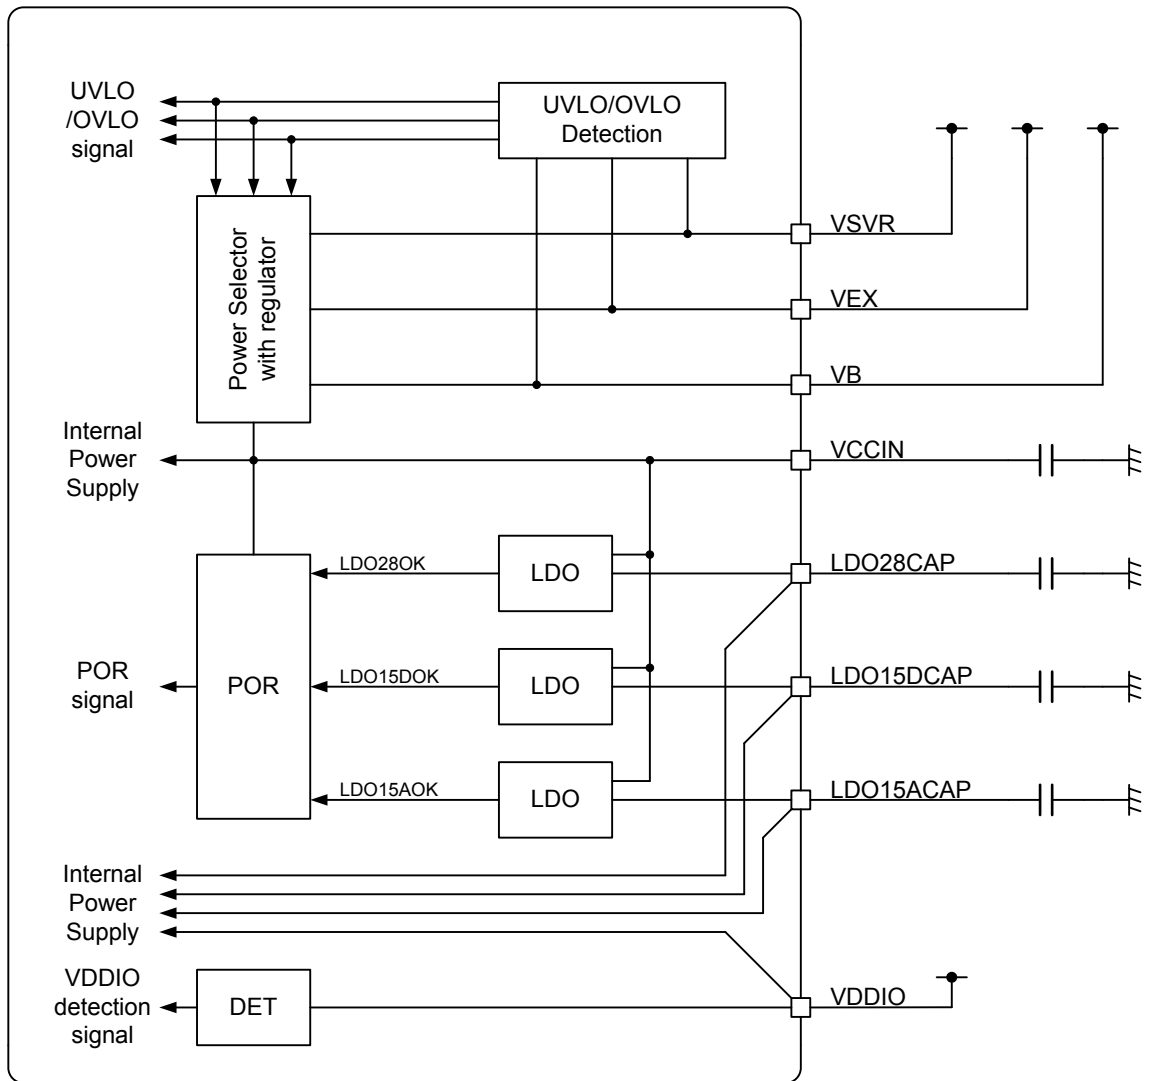 UVLO
/OVLO
signal
UVLO/OVLO
Detection
Power Selector
with regulator
VSVR
VEX
VB
Internal
Power
Supply
VCCIN
LDO28OK
LDO
LDO28CAP
POR
signal
POR
LDO15DOK
LDO
LDO15DCAP
LDO15AOK
LDO
LDO15ACAP
Internal
Power
Supply
VDDIO
detection
signal
DET
VDDIO